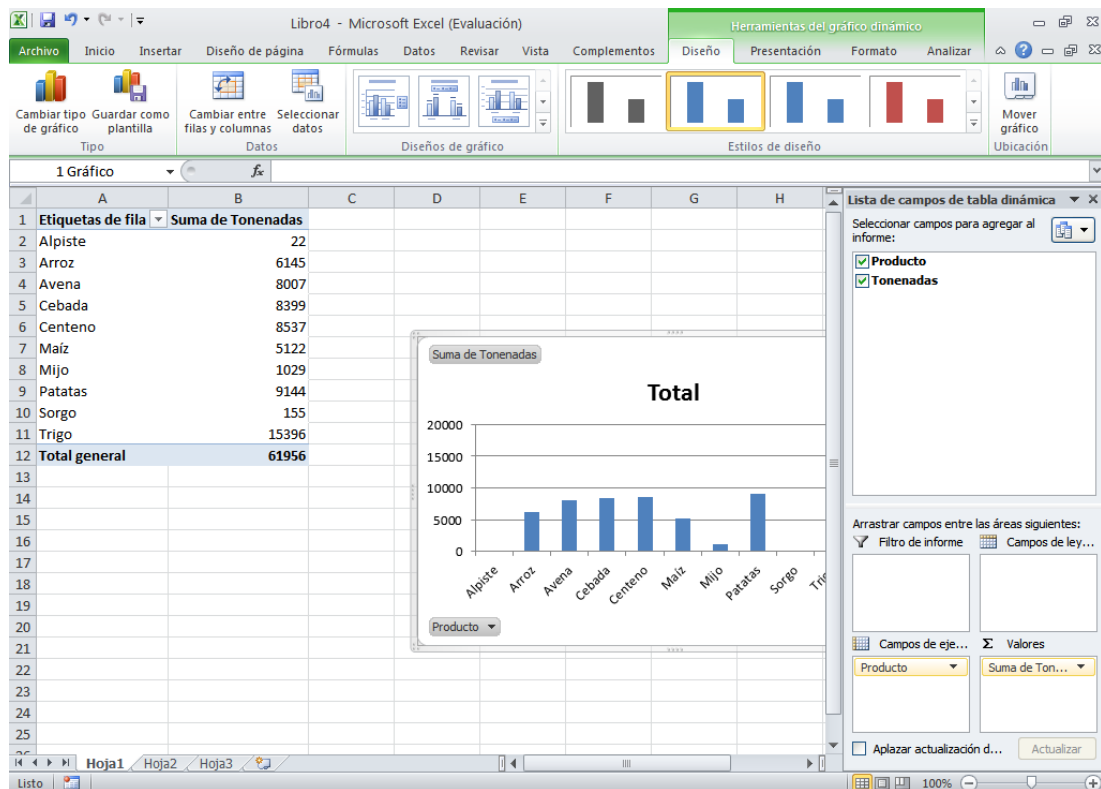 Libro4 - Microsoft Excel (Evaluación)
Herramientas del gráfico dinámico
Archivo Inicio Insertar Diseño de página Fórmulas Datos Revisar Vista Complementos Diseño Presentación Formato Analizar
Cambiar tipo de gráfico
Guardar como plantilla
Cambiar entre filas y columnas
Seleccionar datos
Mover gráfico
Tipo Datos Diseños de gráfico Estilos de diseño Ubicación
1 Gráfico fx
A B C D E F G H
1 Etiquetas de fila Suma de Tonenadas
2 Alpiste 22
3 Arroz 6145
4 Avena 8007
5 Cebada 8399
6 Centeno 8537
7 Maíz 5122
8 Mijo 1029
9 Patatas 9144
10 Sorgo 155
11 Trigo 15396
12 Total general 61956
13
14
15
16
17
18
19
20
21
22
23
24
25
Suma de Tonenadas
Total
20000
15000
10000
5000
0
Alpiste Arroz Avena Cebada Centeno Maíz Mijo Patatas Sorgo
Producto
Lista de campos de tabla dinámica
Seleccionar campos para agregar al
informe:
Producto
Tonenadas
Arrastrar campos entre las áreas siguientes:
Filtro de informe Campos de ley...
Campos de eje... Σ Valores
Producto Suma de Ton...
Aplazar actualización d... Actualizar
Hoja1 Hoja2 Hoja3
Listo 100%